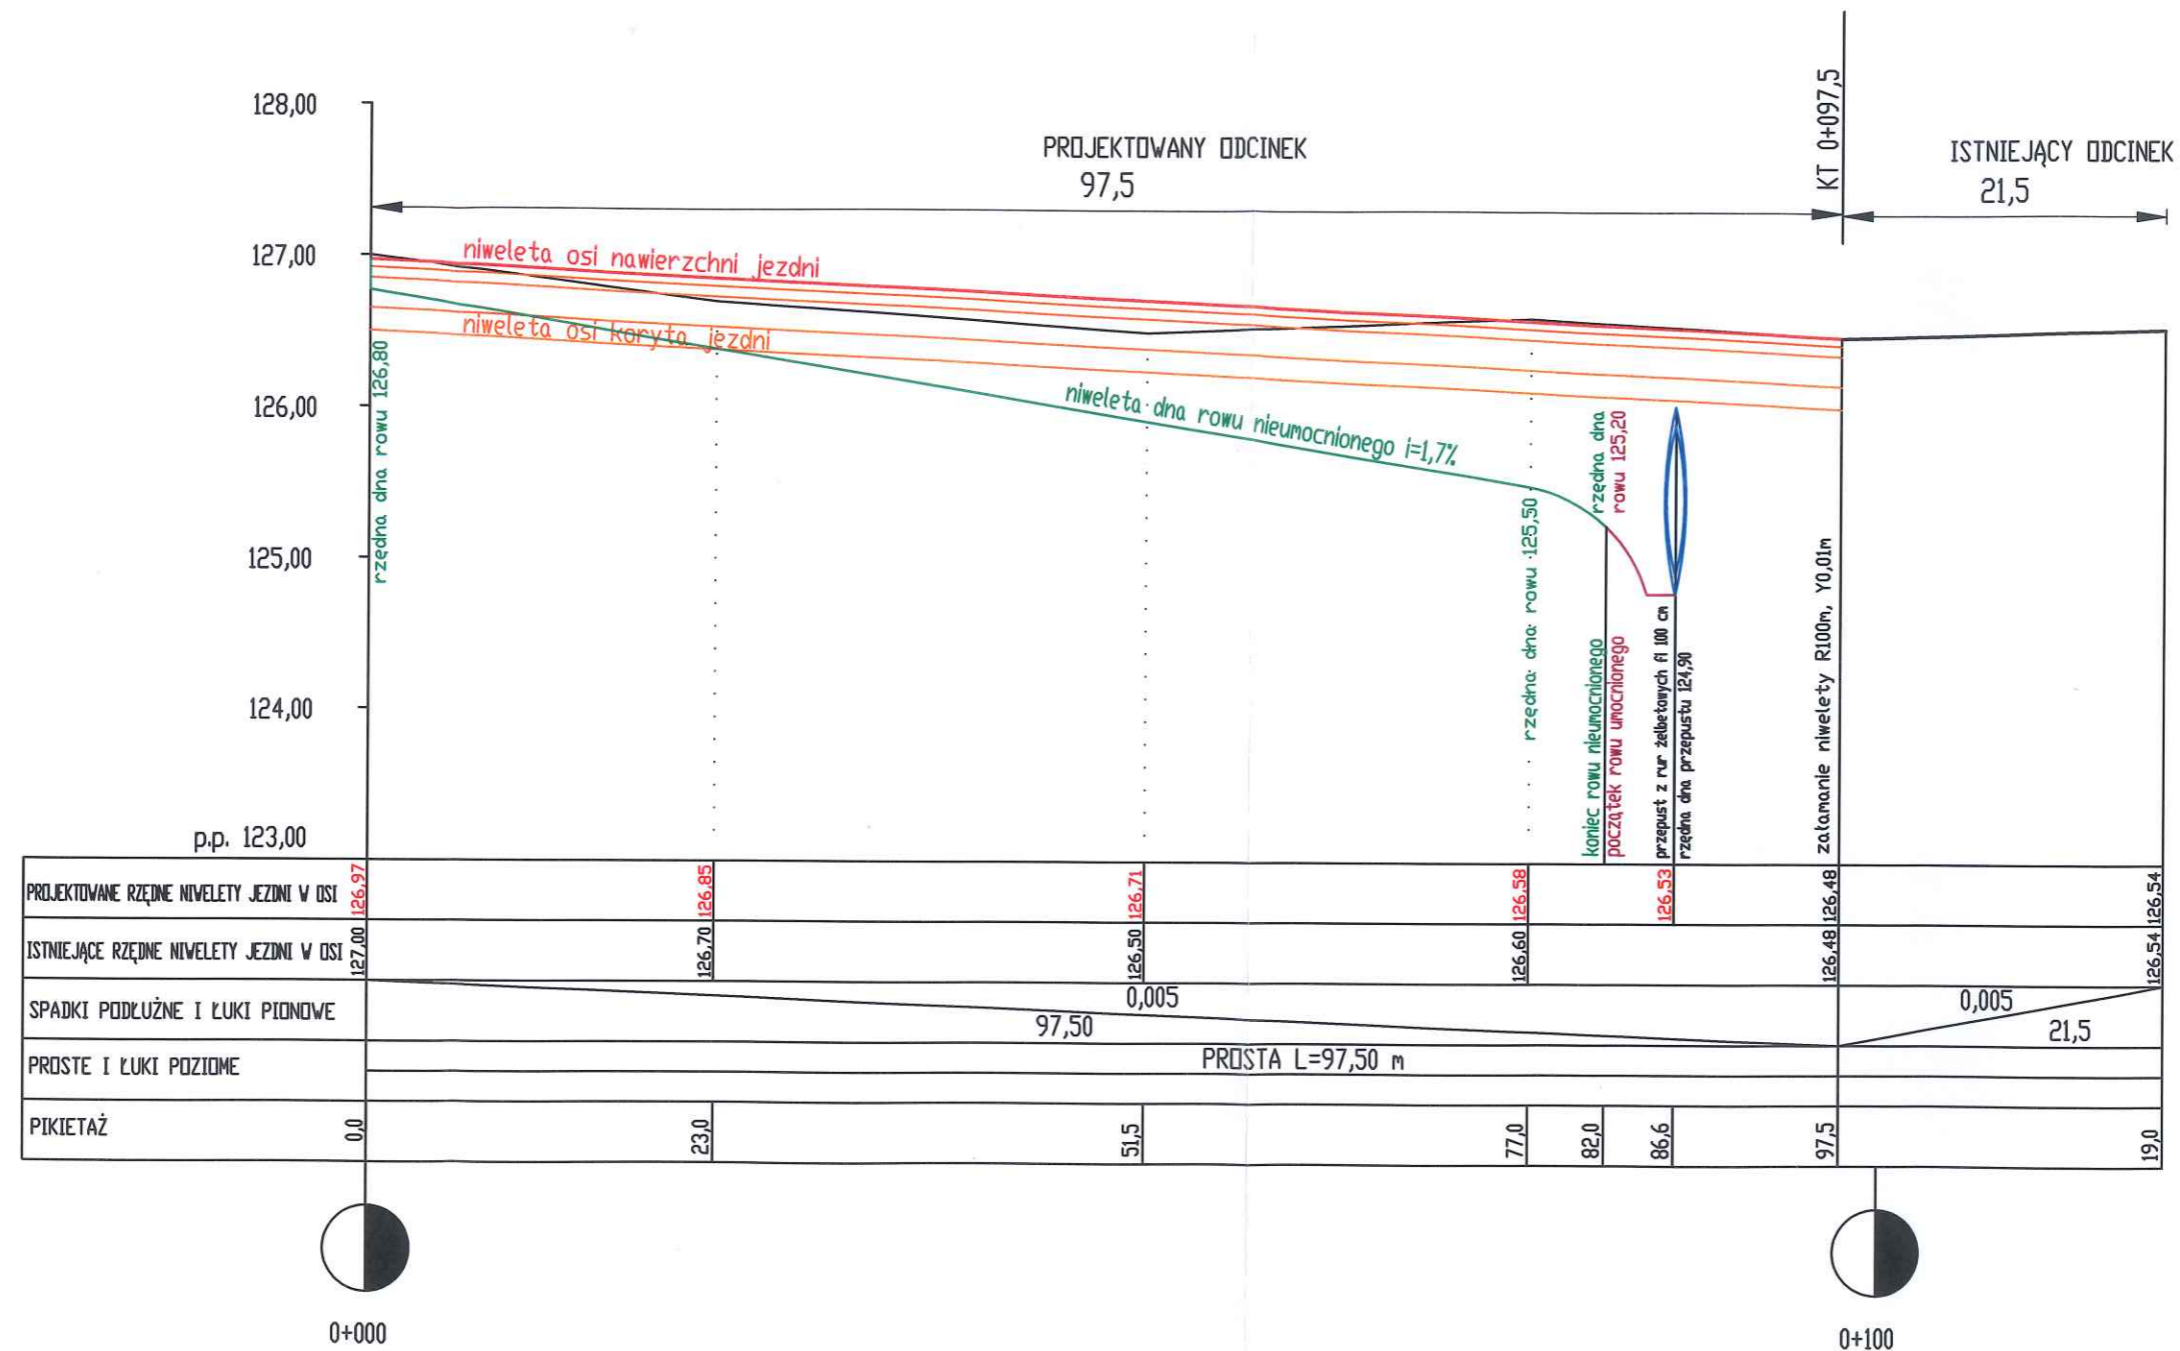 128,00
127,00
126,00
125,00
124,00
p.p. 123,00
PROJEKTOWANY ODCINEK
97,5
KT 0+097,5
ISTNIEJĄCY ODCINEK
21,5
niweleta osi nawierzchni jezdni
niweleta osi koryta jezdni
niweleta dna rowu nieumocnionego i=1,7%
rzędna dna rowu 126,80
rzędna dna rowu 125,50
rzędna dna
rowu 125,20
koniec rowu nieumocnionego
początek rowu umocnionego
przepust z rur żelbetowych fi 100 cm
rzędna dna przepustu 124,90
załamanie niwelety R100m, Y0,01m
PROJEKTOWANE RZĘDNE NIWELETY JEZDNI W OSI 126,97 126,85 126,71 126,58 126,53 126,48 126,54
ISTNIEJĄCE RZĘDNE NIWELETY JEZDNI W OSI 127,00 126,70 126,50 126,60 126,48 126,54
SPADKI PODŁUŻNE I ŁUKI PIONOWE 0,005 97,50 0,005 21,5
PROSTE I ŁUKI POZIOME PROSTA L=97,50 m
PIKIETAŻ 0,0 23,0 51,5 77,0 82,0 86,6 97,5 19,0
0+000 0+100